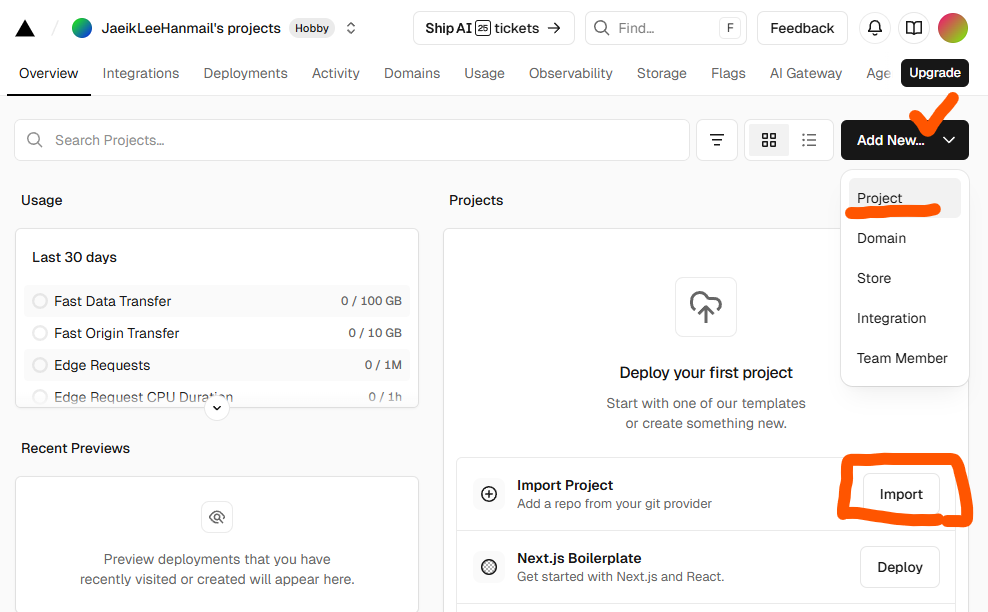 JaeikLeeHanmail's projects Hobby
Ship AI 25 tickets →
Find… F
Feedback
Overview Integrations Deployments Activity Domains Usage Observability Storage Flags AI Gateway Age
Upgrade
Search Projects…
Add New…
Project
Domain
Store
Integration
Team Member
Usage
Last 30 days
Fast Data Transfer 0 / 100 GB
Fast Origin Transfer 0 / 10 GB
Edge Requests 0 / 1M
Edge Request CPU Duration 0 / 1h
Recent Previews
Preview deployments that you have
recently visited or created will appear here.
Projects
Deploy your first project
Start with one of our templates
or create something new.
Import Project
Add a repo from your git provider
Import
Next.js Boilerplate
Get started with Next.js and React.
Deploy